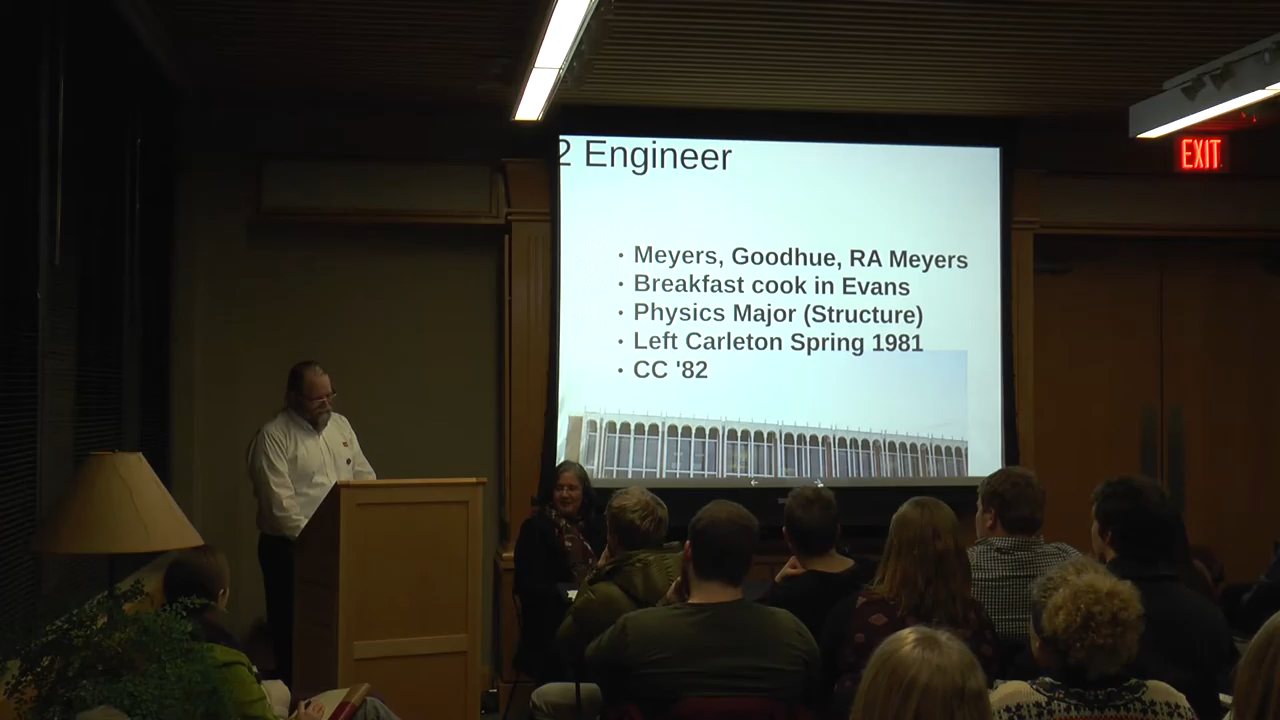 2 Engineer
EXIT
• Meyers, Goodhue, RA Meyers
• Breakfast cook in Evans
• Physics Major (Structure)
• Left Carleton Spring 1981
• CC '82